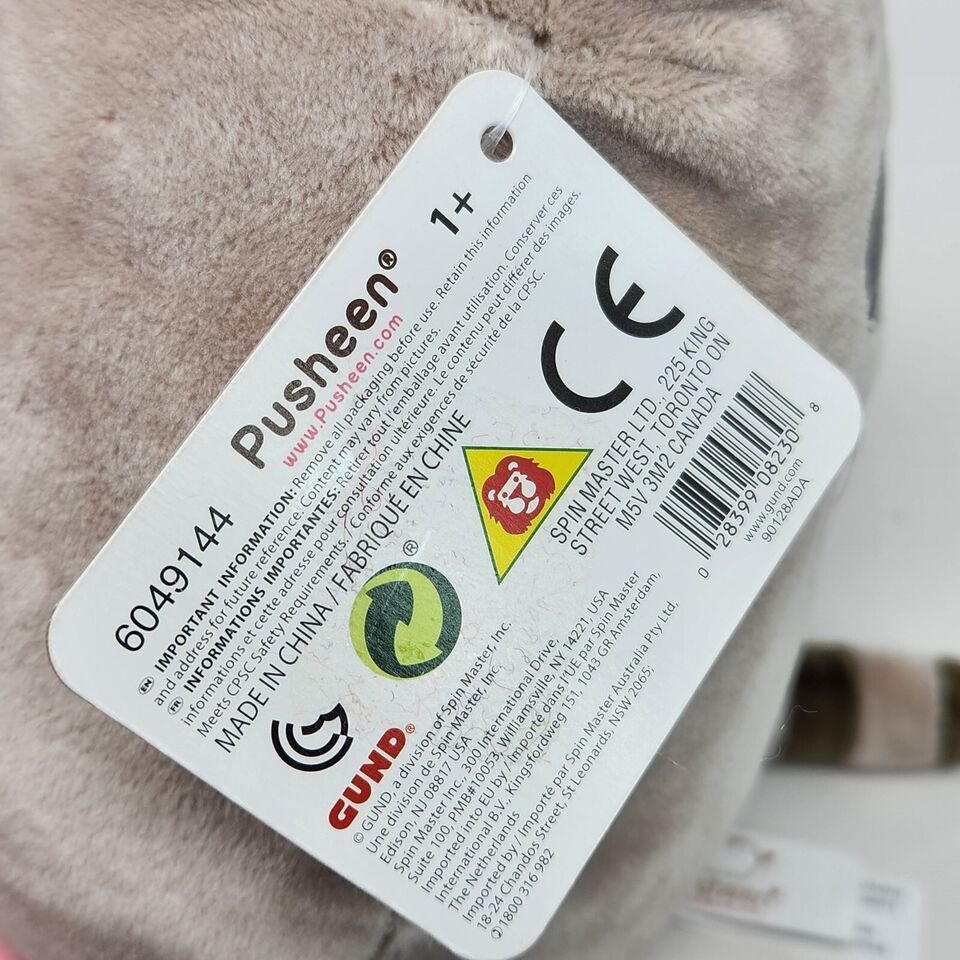 1+
Pusheen®
www.Pusheen.com
6049144
EN IMPORTANT INFORMATION: Remove all packaging before use. Retain this information
and address for future reference. Content may vary from pictures.
FR INFORMATIONS IMPORTANTES: Retirer tout l'emballage avant utilisation. Conserver ces
informations et cette adresse pour consultation ultérieure. Le contenu peut différer des images.
Meets CPSC Safety Requirements. Conforme aux exigences de sécurité de la CPSC.
MADE IN CHINA / FABRIQUÉ EN CHINE
CE
®
SPIN MASTER LTD., 225 KING
STREET WEST, TORONTO ON
M5V 3M2 CANADA
0 28399 08230 8
www.gund.com
90128ADA
GUND®
© GUND, a division of Spin Master, Inc.
Une division de Spin Master, Inc.
Edison, NJ 08817 USA
Spin Master Inc., 300 International Drive,
Suite 100, PMB#10053, Williamsville, NY, 14221, USA
Imported into EU by / Importé dans l'UE par Spin Master
International B.V., Kingsfordweg 151, 1043 GR Amsterdam,
The Netherlands
Imported by / Importé par Spin Master Australia Pty Ltd,
18-24 Chandos Street, St. Leonards, NSW, 2065;
1800 316 982